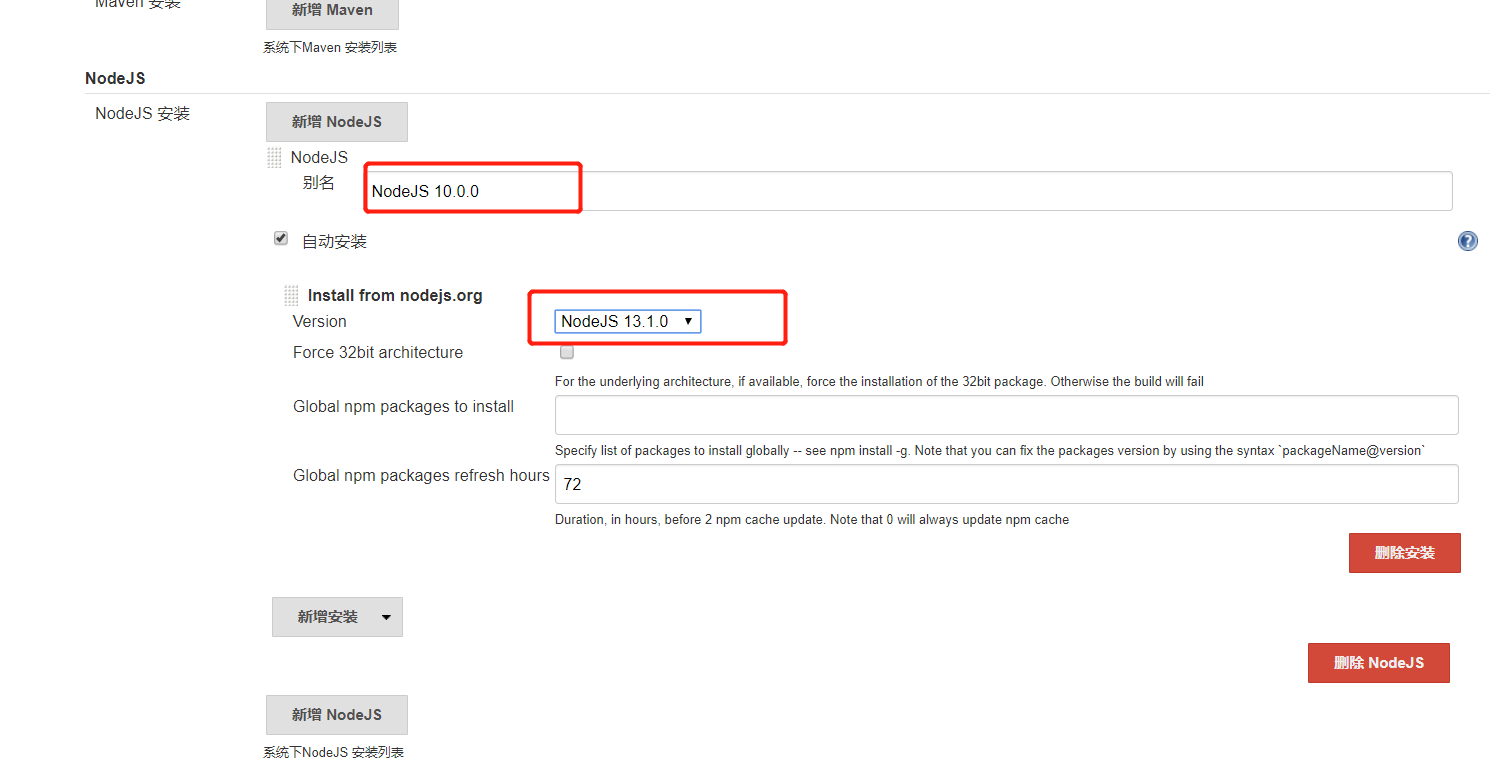 Maven 安装
新增 Maven
系统下Maven 安装列表
NodeJS
NodeJS 安装
新增 NodeJS
NodeJS
别名
NodeJS 10.0.0
自动安装
Install from nodejs.org
Version
NodeJS 13.1.0
Force 32bit architecture
For the underlying architecture, if available, force the installation of the 32bit package. Otherwise the build will fail
Global npm packages to install
Specify list of packages to install globally -- see npm install -g. Note that you can fix the packages version by using the syntax `packageName@version`
Global npm packages refresh hours
72
Duration, in hours, before 2 npm cache update. Note that 0 will always update npm cache
删除安装
新增安装
删除 NodeJS
新增 NodeJS
系统下NodeJS 安装列表